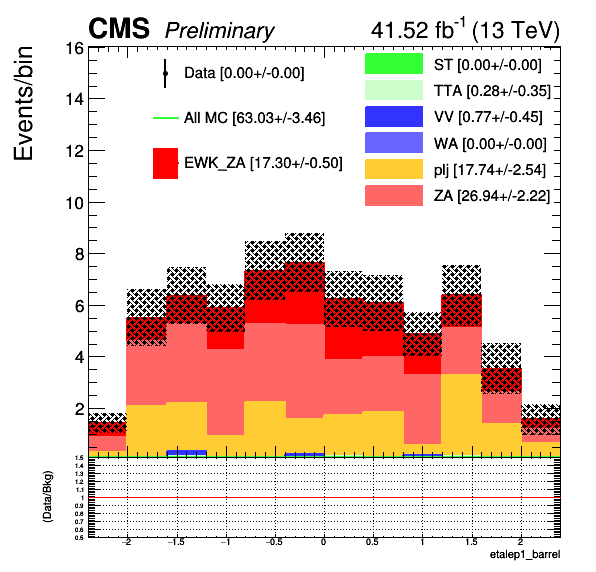 CMS Preliminary 41.52 fb⁻¹ (13 TeV)
Events/bin
16
14
12
10
8
6
4
2
Data [0.00+/-0.00]
All MC [63.03+/-3.46]
EWK_ZA [17.30+/-0.50]
ST [0.00+/-0.00]
TTA [0.28+/-0.35]
VV [0.77+/-0.45]
WA [0.00+/-0.00]
plj [17.74+/-2.54]
ZA [26.94+/-2.22]
(Data/Bkg)
1.5
1.4
1.3
1.2
1.1
1
0.9
0.8
0.7
0.6
0.5
−2 −1.5 −1 −0.5 0 0.5 1 1.5 2
etalep1_barrel